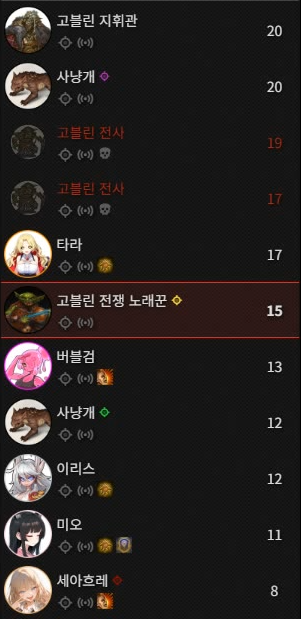 고블린 지휘관
20
사냥개
20
고블린 전사
19
고블린 전사
17
타라
17
고블린 전쟁 노래꾼
15
버블검
13
사냥개
12
이리스
12
미오
11
세아흐레
8